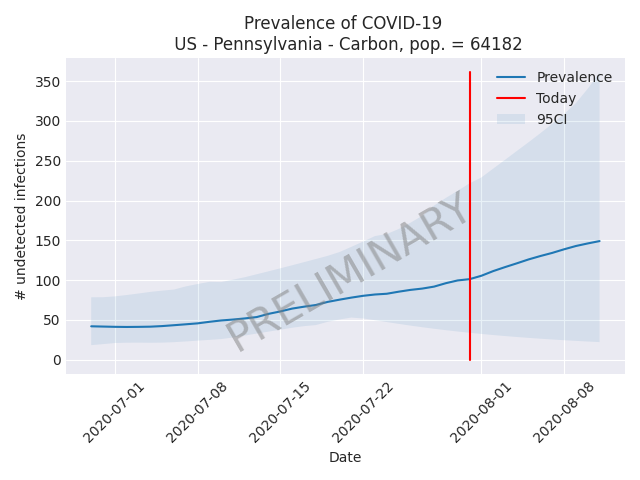 Prevalence of COVID-19
US - Pennsylvania - Carbon, pop. = 64182
Prevalence
Today
95CI
PRELIMINARY
# undetected infections
350
300
250
200
150
100
50
0
2020-07-01
2020-07-08
2020-07-15
2020-07-22
2020-08-01
2020-08-08
Date